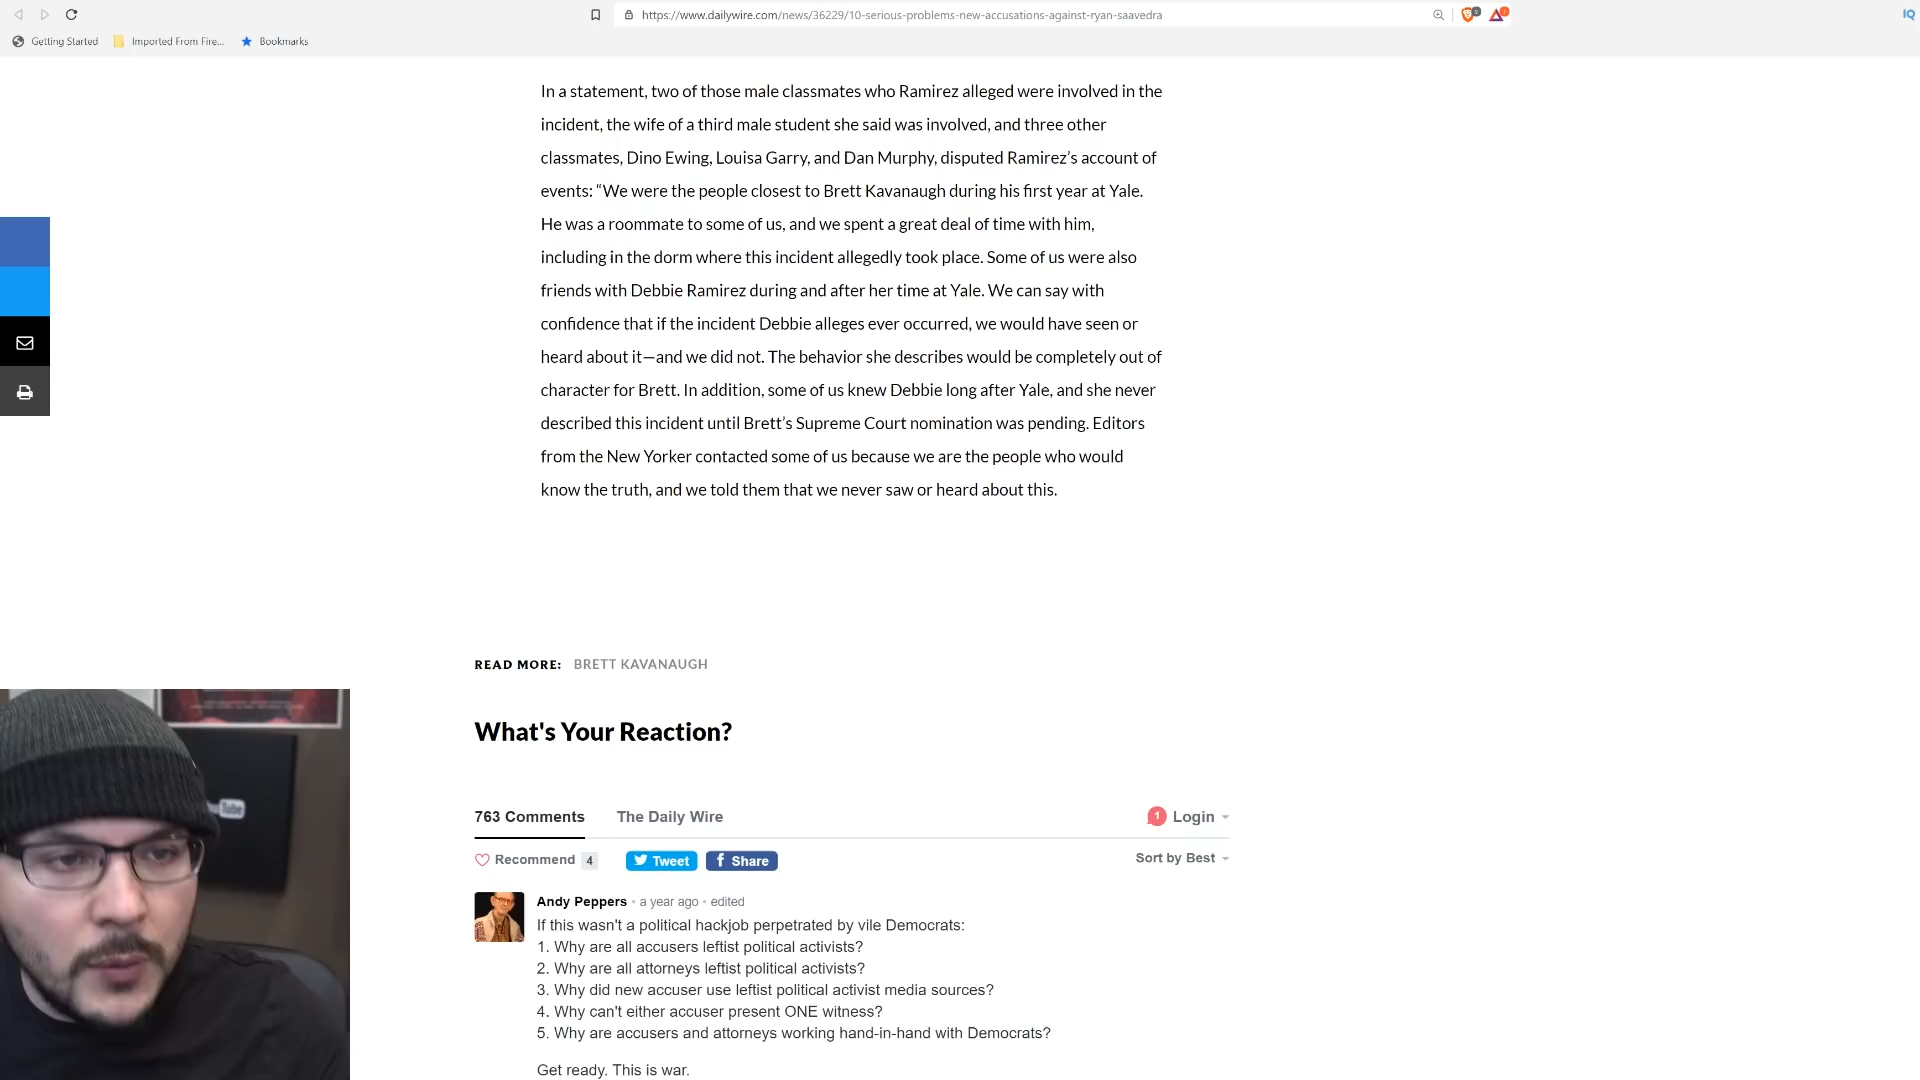 https://www.dailywire.com/news/36229/10-serious-problems-new-accusations-against-ryan-saavedra
IQ
Getting Started
Imported From Fire...
Bookmarks
In a statement, two of those male classmates who Ramirez alleged were involved in the
incident, the wife of a third male student she said was involved, and three other
classmates, Dino Ewing, Louisa Garry, and Dan Murphy, disputed Ramirez’s account of
events: “We were the people closest to Brett Kavanaugh during his first year at Yale.
He was a roommate to some of us, and we spent a great deal of time with him,
including in the dorm where this incident allegedly took place. Some of us were also
friends with Debbie Ramirez during and after her time at Yale. We can say with
confidence that if the incident Debbie alleges ever occurred, we would have seen or
heard about it—and we did not. The behavior she describes would be completely out of
character for Brett. In addition, some of us knew Debbie long after Yale, and she never
described this incident until Brett’s Supreme Court nomination was pending. Editors
from the New Yorker contacted some of us because we are the people who would
know the truth, and we told them that we never saw or heard about this.
READ MORE: BRETT KAVANAUGH
What's Your Reaction?
763 Comments The Daily Wire 1 Login
Recommend 4 Tweet Share Sort by Best
Andy Peppers • a year ago • edited
If this wasn't a political hackjob perpetrated by vile Democrats:
1. Why are all accusers leftist political activists?
2. Why are all attorneys leftist political activists?
3. Why did new accuser use leftist political activist media sources?
4. Why can't either accuser present ONE witness?
5. Why are accusers and attorneys working hand-in-hand with Democrats?
Get ready. This is war.